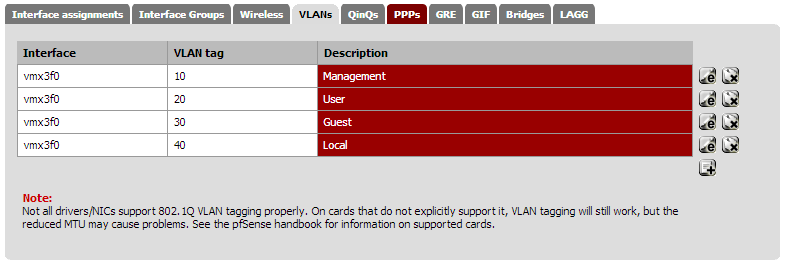 Interface assignments Interface Groups Wireless VLANs QinQs PPPs GRE GIF Bridges LAGG
Interface VLAN tag Description
vmx3f0 10 Management
vmx3f0 20 User
vmx3f0 30 Guest
vmx3f0 40 Local
Note:
Not all drivers/NICs support 802.1Q VLAN tagging properly. On cards that do not explicitly support it, VLAN tagging will still work, but the
reduced MTU may cause problems. See the pfSense handbook for information on supported cards.